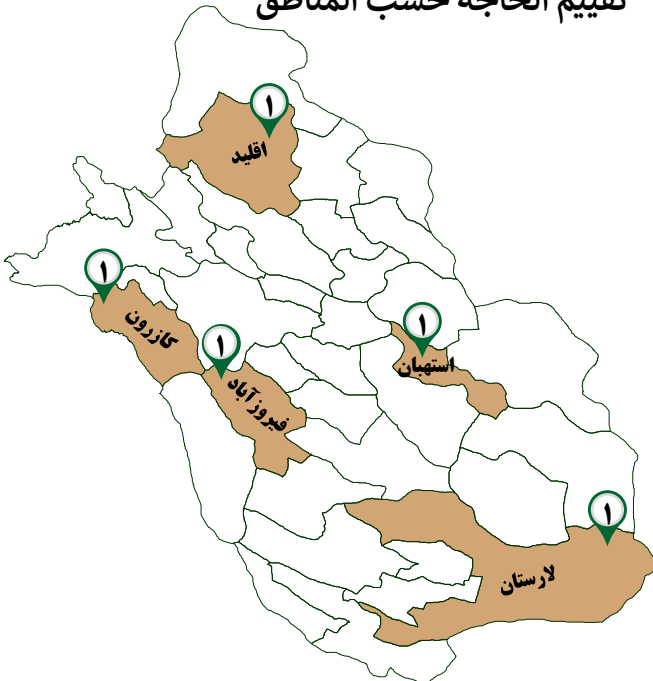 تقييم الحاجة حسب المناطق
١
اقلید
١
کازرون
١
فیروزآباد
١
استهبان
١
لارستان